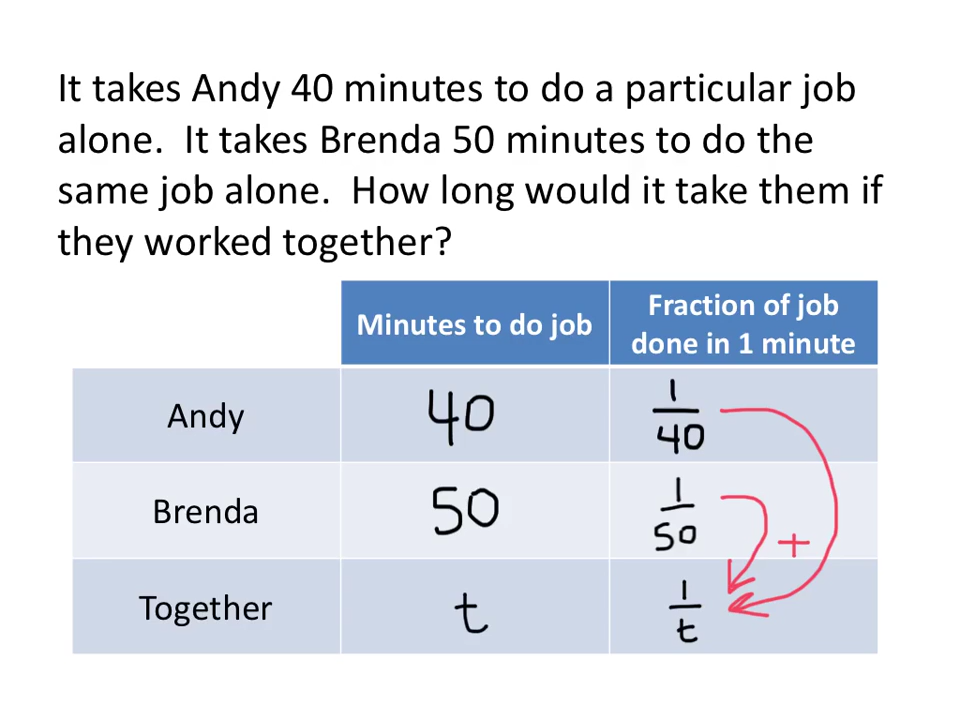 It takes Andy 40 minutes to do a particular job
alone.  It takes Brenda 50 minutes to do the
same job alone.  How long would it take them if
they worked together?
Minutes to do job
Fraction of job
done in 1 minute
Andy
40
1/40
Brenda
50
1/50
+
Together
t
1/t